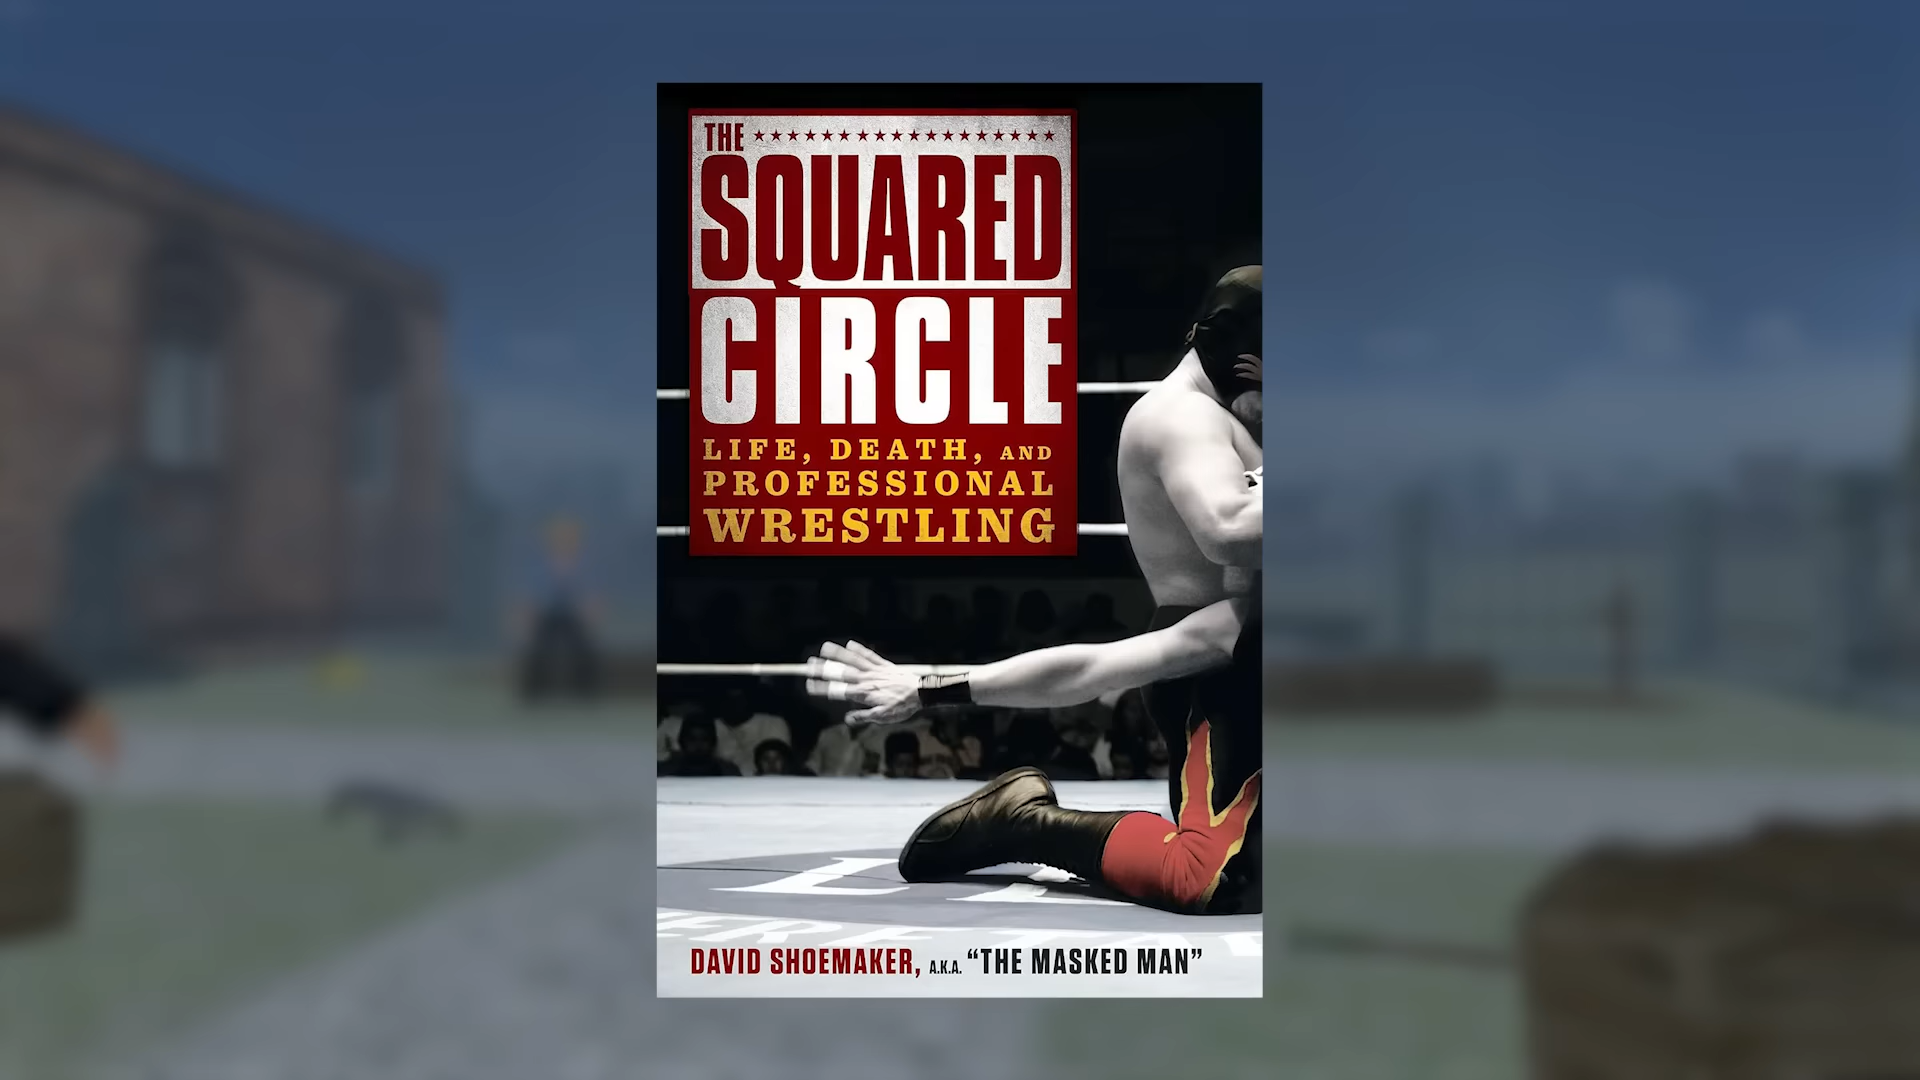 THE
SQUARED
CIRCLE
LIFE, DEATH, AND
PROFESSIONAL
WRESTLING
DAVID SHOEMAKER, A.K.A. “THE MASKED MAN”